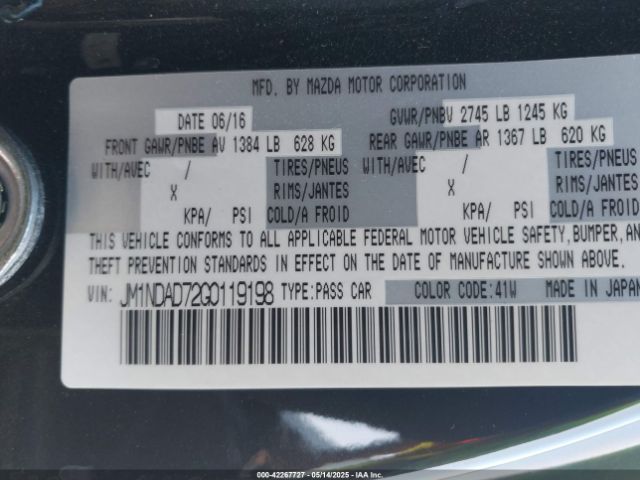 MFD. BY MAZDA MOTOR CORPORATION
DATE 06/16 GVWR/PNBV 2745 LB 1245 KG
FRONT GAWR/PNBE AV 1384 LB 628 KG REAR GAWR/PNBE AR 1367 LB 620 KG
WITH/AVEC / TIRES/PNEUS WITH/AVEC / TIRES/PNEUS
X RIMS/JANTES X RIMS/JANTES
KPA/ PSI COLD/A FROID KPA/ PSI COLD/A FROID
THIS VEHICLE CONFORMS TO ALL APPLICABLE FEDERAL MOTOR VEHICLE SAFETY, BUMPER, AN
THEFT PREVENTION STANDARDS IN EFFECT ON THE DATE OF MANUFACTURE SHOWN ABOVE.
VIN: JM1NDAD72G0119198 TYPE:PASS CAR COLOR CODE:41W MADE IN JAPAN
000-42267727 - 05/14/2025 - IAA.com